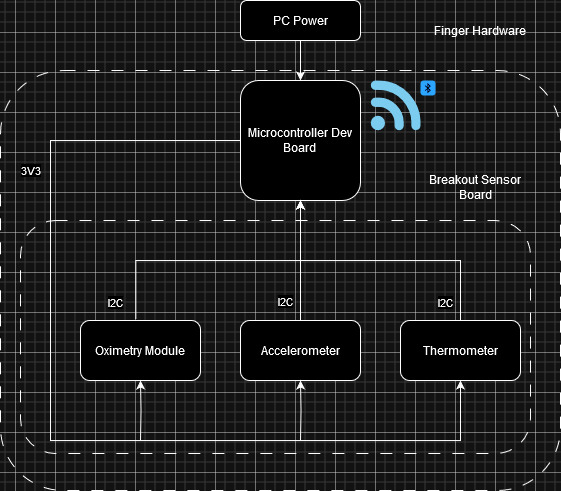 PC Power
Finger Hardware
Microcontroller Dev
Board
3V3
Breakout Sensor
Board
I2C
I2C
I2C
Oximetry Module
Accelerometer
Thermometer